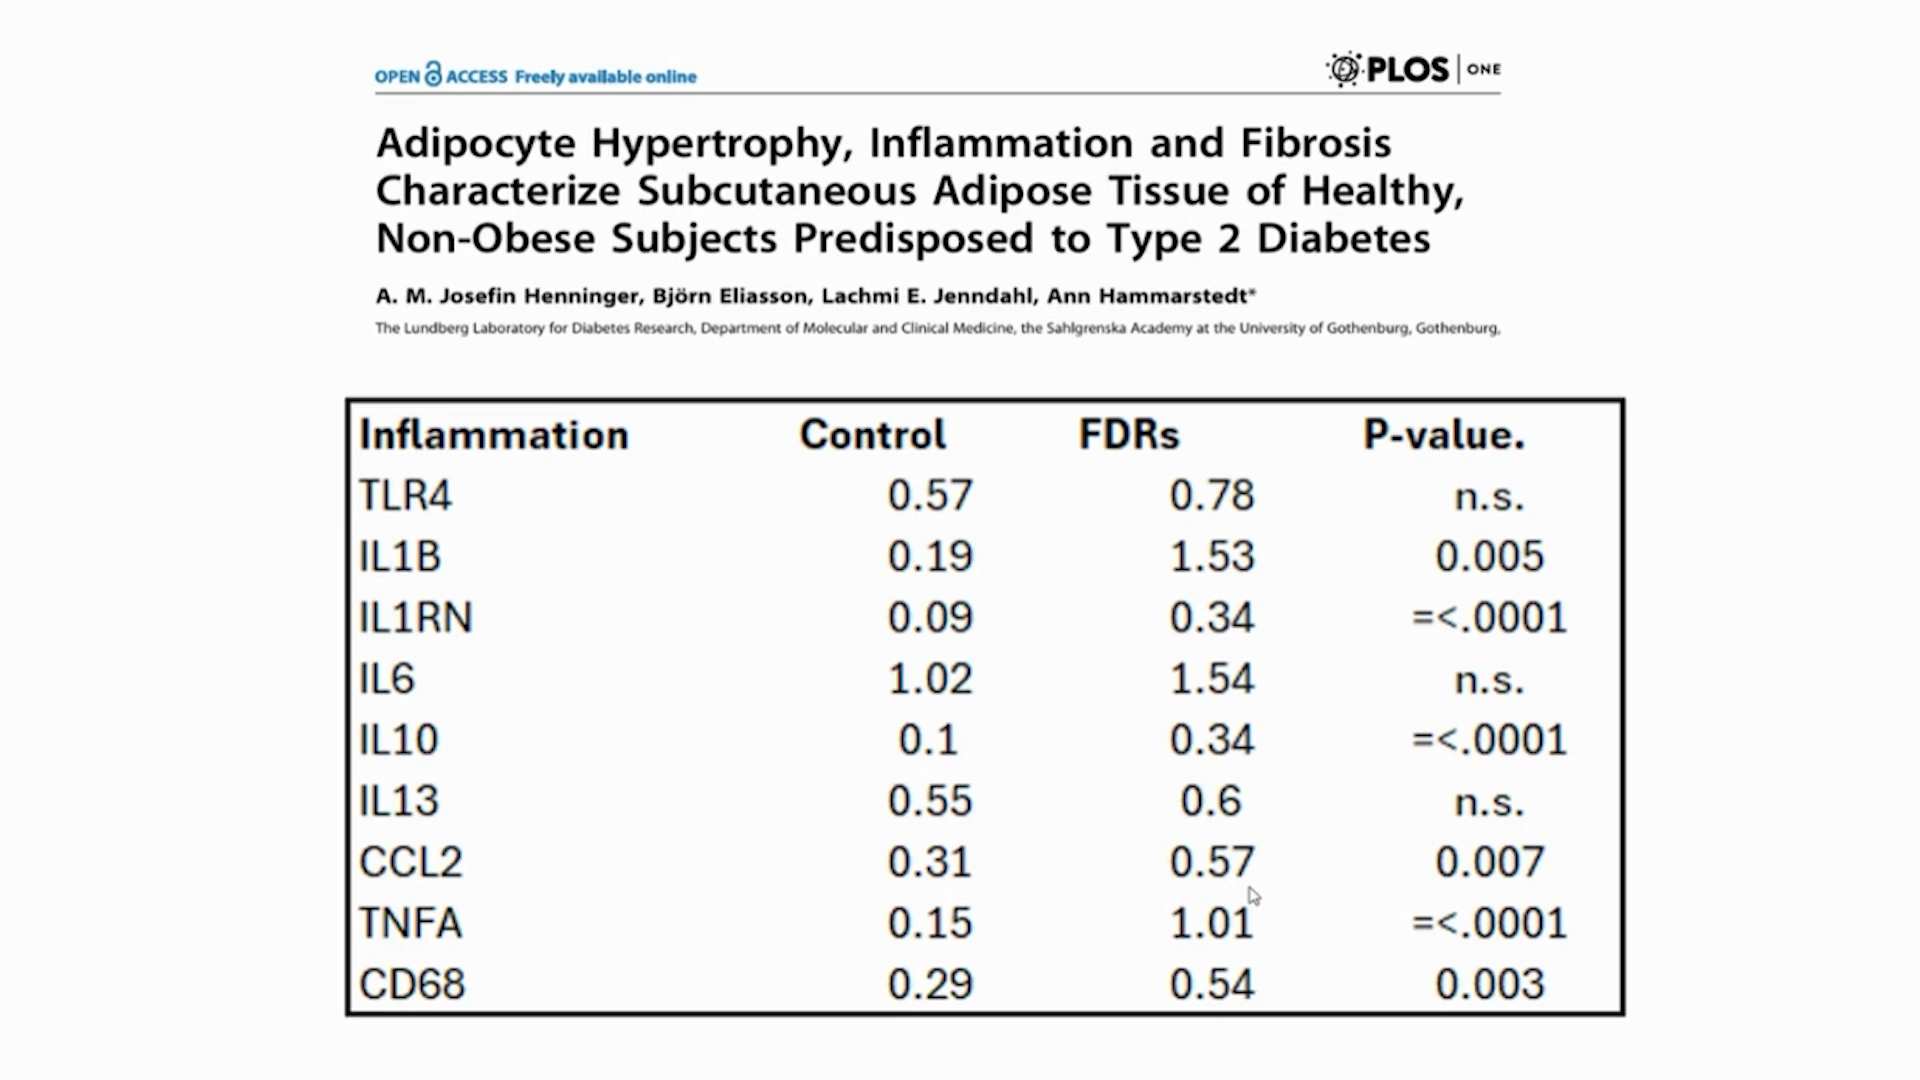 OPEN ACCESS Freely available online
PLOS ONE
Adipocyte Hypertrophy, Inflammation and Fibrosis
Characterize Subcutaneous Adipose Tissue of Healthy,
Non-Obese Subjects Predisposed to Type 2 Diabetes
A. M. Josefin Henninger, Björn Eliasson, Lachmi E. Jenndahl, Ann Hammarstedt*
The Lundberg Laboratory for Diabetes Research, Department of Molecular and Clinical Medicine, the Sahlgrenska Academy at the University of Gothenburg, Gothenburg,
Inflammation Control FDRs P-value.
TLR4 0.57 0.78 n.s.
IL1B 0.19 1.53 0.005
IL1RN 0.09 0.34 =<.0001
IL6 1.02 1.54 n.s.
IL10 0.1 0.34 =<.0001
IL13 0.55 0.6 n.s.
CCL2 0.31 0.57 0.007
TNFA 0.15 1.01 =<.0001
CD68 0.29 0.54 0.003